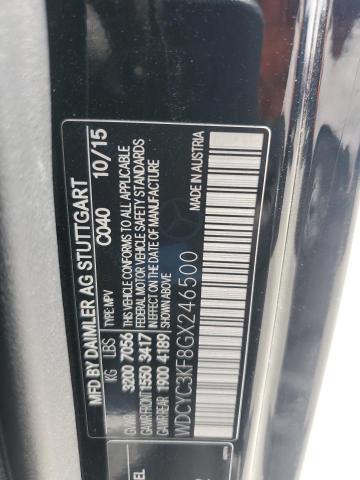 MFD BY DAIMLER AG STUTTGART
C040 10/15
TYPE: MPV
KG LBS
GVWR 3200 7056
GAWR FRONT 1550 3417
GAWR REAR 1900 4189
THIS VEHICLE CONFORMS TO ALL APPLICABLE
FEDERAL MOTOR VEHICLE SAFETY STANDARDS
IN EFFECT ON THE DATE OF MANUFACTURE
SHOWN ABOVE
WDCYC3KF8GX246500
MADE IN AUSTRIA